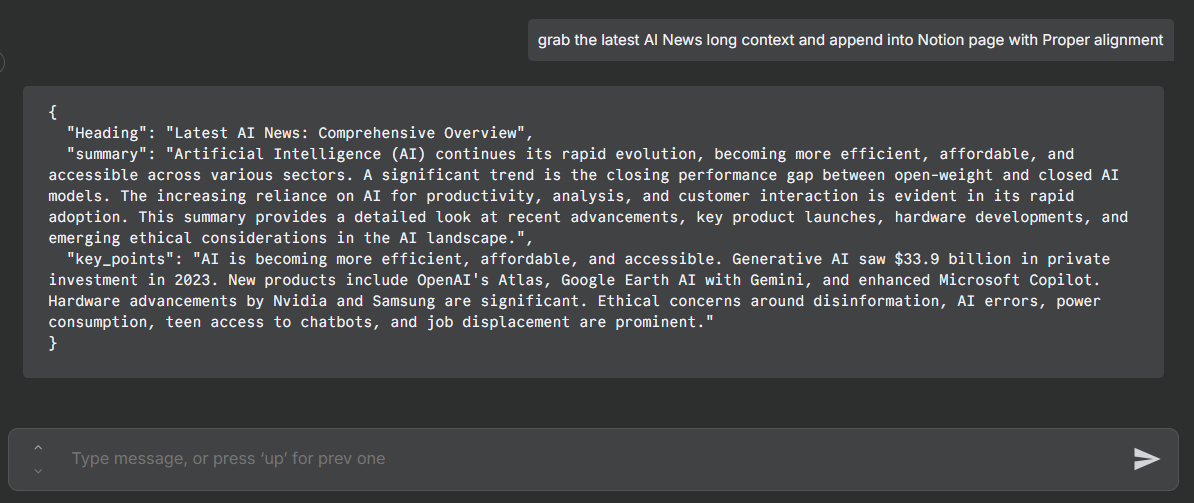 grab the latest AI News long context and append into Notion page with Proper alignment
{
"Heading": "Latest AI News: Comprehensive Overview",
"summary": "Artificial Intelligence (AI) continues its rapid evolution, becoming more efficient, affordable, and
accessible across various sectors. A significant trend is the closing performance gap between open-weight and closed AI
models. The increasing reliance on AI for productivity, analysis, and customer interaction is evident in its rapid
adoption. This summary provides a detailed look at recent advancements, key product launches, hardware developments, and
emerging ethical considerations in the AI landscape.",
"key_points": "AI is becoming more efficient, affordable, and accessible. Generative AI saw $33.9 billion in private
investment in 2023. New products include OpenAI's Atlas, Google Earth AI with Gemini, and enhanced Microsoft Copilot.
Hardware advancements by Nvidia and Samsung are significant. Ethical concerns around disinformation, AI errors, power
consumption, teen access to chatbots, and job displacement are prominent."
}
Type message, or press ‘up’ for prev one